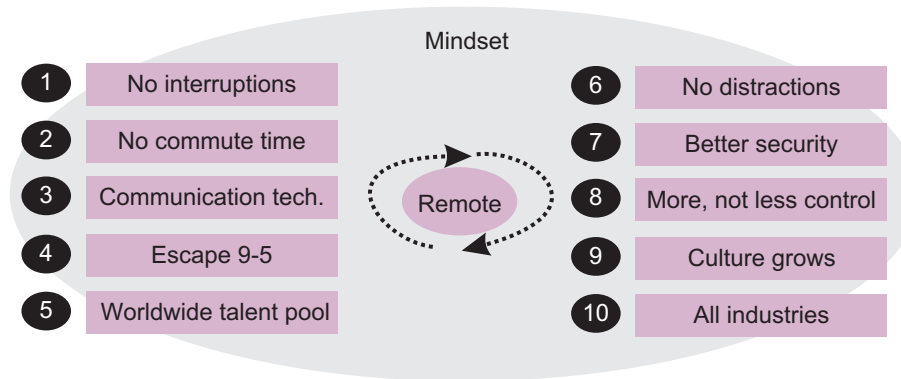 Mindset
1 No interruptions
2 No commute time
3 Communication tech.
4 Escape 9-5
5 Worldwide talent pool
Remote
6 No distractions
7 Better security
8 More, not less control
9 Culture grows
10 All industries